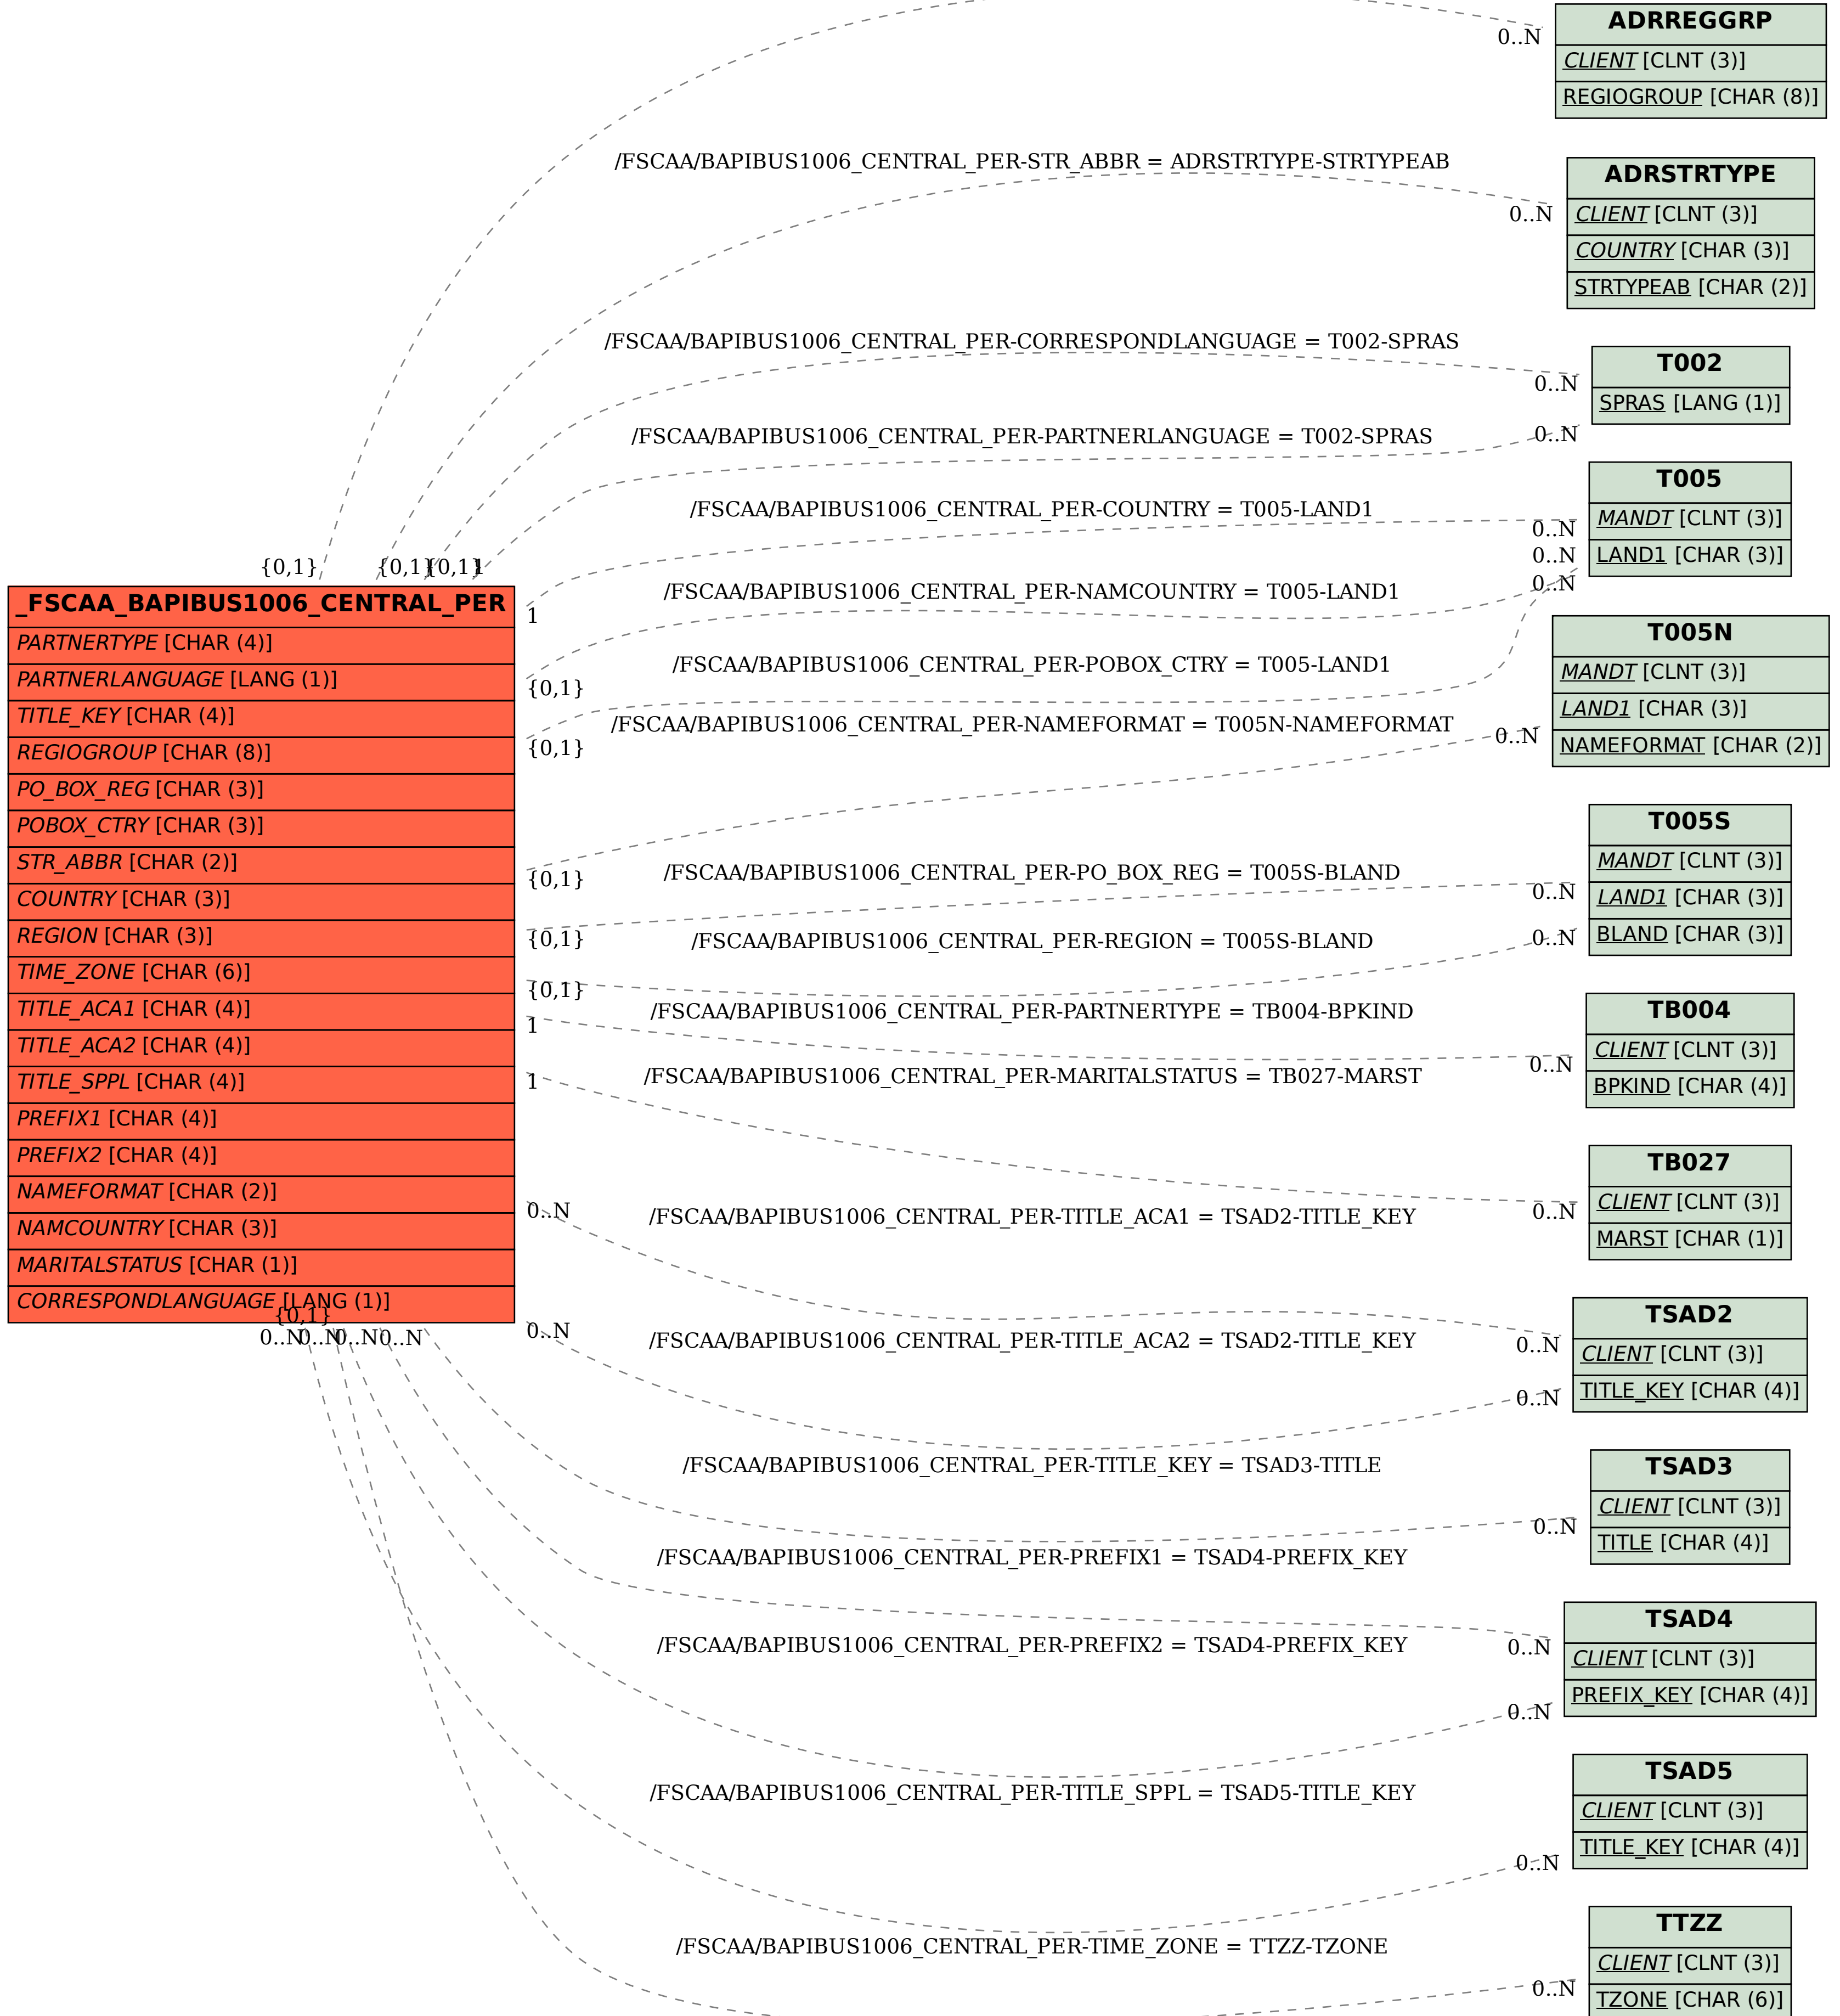 ADRREGGRP
0..N
CLIENT [CLNT (3)]
REGIOGROUP [CHAR (8)]
/FSCAA/BAPIBUS1006_CENTRAL_PER-STR_ABBR = ADRSTRTYPE-STRTYPEAB
ADRSTRTYPE
0..N
CLIENT [CLNT (3)]
COUNTRY [CHAR (3)]
STRTYPEAB [CHAR (2)]
/FSCAA/BAPIBUS1006_CENTRAL_PER-CORRESPONDLANGUAGE = T002-SPRAS
T002
0..N
SPRAS [LANG (1)]
/FSCAA/BAPIBUS1006_CENTRAL_PER-PARTNERLANGUAGE = T002-SPRAS
0..N
T005
/FSCAA/BAPIBUS1006_CENTRAL_PER-COUNTRY = T005-LAND1
0..N
MANDT [CLNT (3)]
0..N
LAND1 [CHAR (3)]
0..N
{0,1}
{0,1}
{0,1}
1
_FSCAA_BAPIBUS1006_CENTRAL_PER
PARTNERTYPE [CHAR (4)]
PARTNERLANGUAGE [LANG (1)]
TITLE_KEY [CHAR (4)]
REGIOGROUP [CHAR (8)]
PO_BOX_REG [CHAR (3)]
POBOX_CTRY [CHAR (3)]
STR_ABBR [CHAR (2)]
COUNTRY [CHAR (3)]
REGION [CHAR (3)]
TIME_ZONE [CHAR (6)]
TITLE_ACA1 [CHAR (4)]
TITLE_ACA2 [CHAR (4)]
TITLE_SPPL [CHAR (4)]
PREFIX1 [CHAR (4)]
PREFIX2 [CHAR (4)]
NAMEFORMAT [CHAR (2)]
NAMCOUNTRY [CHAR (3)]
MARITALSTATUS [CHAR (1)]
CORRESPONDLANGUAGE [LANG (1)]
{0,1}
0..N
0..N
0..N
0..N
1
/FSCAA/BAPIBUS1006_CENTRAL_PER-NAMCOUNTRY = T005-LAND1
{0,1}
/FSCAA/BAPIBUS1006_CENTRAL_PER-POBOX_CTRY = T005-LAND1
{0,1}
/FSCAA/BAPIBUS1006_CENTRAL_PER-NAMEFORMAT = T005N-NAMEFORMAT
0..N
T005N
MANDT [CLNT (3)]
LAND1 [CHAR (3)]
NAMEFORMAT [CHAR (2)]
{0,1}
/FSCAA/BAPIBUS1006_CENTRAL_PER-PO_BOX_REG = T005S-BLAND
0..N
T005S
MANDT [CLNT (3)]
LAND1 [CHAR (3)]
BLAND [CHAR (3)]
{0,1}
/FSCAA/BAPIBUS1006_CENTRAL_PER-REGION = T005S-BLAND
0..N
{0,1}
/FSCAA/BAPIBUS1006_CENTRAL_PER-PARTNERTYPE = TB004-BPKIND
1
0..N
TB004
CLIENT [CLNT (3)]
BPKIND [CHAR (4)]
/FSCAA/BAPIBUS1006_CENTRAL_PER-MARITALSTATUS = TB027-MARST
1
0..N
TB027
CLIENT [CLNT (3)]
MARST [CHAR (1)]
0..N
/FSCAA/BAPIBUS1006_CENTRAL_PER-TITLE_ACA1 = TSAD2-TITLE_KEY
0..N
TSAD2
CLIENT [CLNT (3)]
TITLE_KEY [CHAR (4)]
0..N
/FSCAA/BAPIBUS1006_CENTRAL_PER-TITLE_ACA2 = TSAD2-TITLE_KEY
0..N
/FSCAA/BAPIBUS1006_CENTRAL_PER-TITLE_KEY = TSAD3-TITLE
0..N
TSAD3
CLIENT [CLNT (3)]
TITLE [CHAR (4)]
/FSCAA/BAPIBUS1006_CENTRAL_PER-PREFIX1 = TSAD4-PREFIX_KEY
0..N
TSAD4
CLIENT [CLNT (3)]
PREFIX_KEY [CHAR (4)]
/FSCAA/BAPIBUS1006_CENTRAL_PER-PREFIX2 = TSAD4-PREFIX_KEY
0..N
/FSCAA/BAPIBUS1006_CENTRAL_PER-TITLE_SPPL = TSAD5-TITLE_KEY
0..N
TSAD5
CLIENT [CLNT (3)]
TITLE_KEY [CHAR (4)]
/FSCAA/BAPIBUS1006_CENTRAL_PER-TIME_ZONE = TTZZ-TZONE
0..N
TTZZ
CLIENT [CLNT (3)]
TZONE [CHAR (6)]